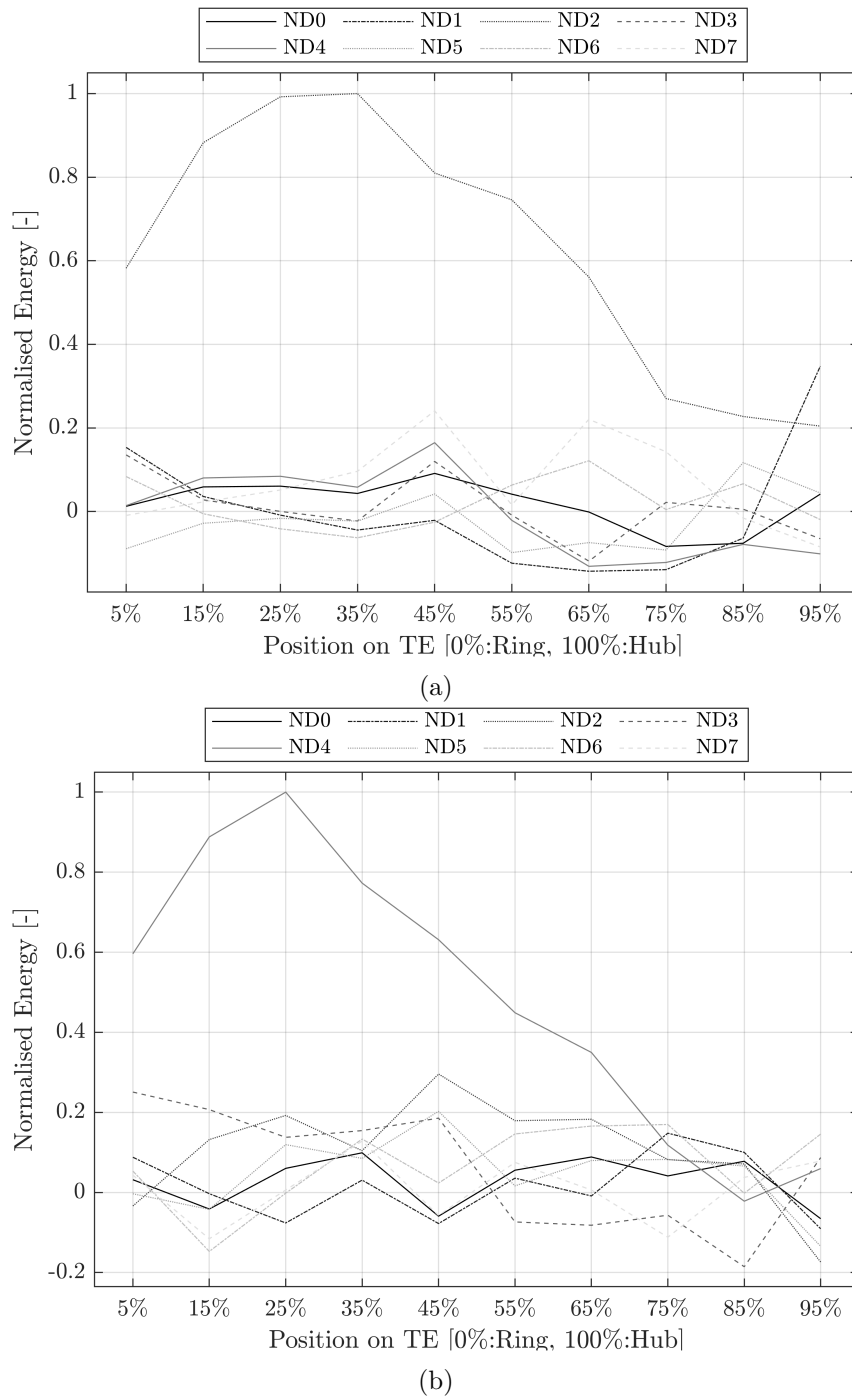 ND0 ND1 ND2 ND3
ND4 ND5 ND6 ND7
1
0.8
0.6
0.4
0.2
0
Normalised Energy [-]
5% 15% 25% 35% 45% 55% 65% 75% 85% 95%
Position on TE [0%:Ring, 100%:Hub]
(a)
ND0 ND1 ND2 ND3
ND4 ND5 ND6 ND7
1
0.8
0.6
0.4
0.2
0
-0.2
Normalised Energy [-]
5% 15% 25% 35% 45% 55% 65% 75% 85% 95%
Position on TE [0%:Ring, 100%:Hub]
(b)